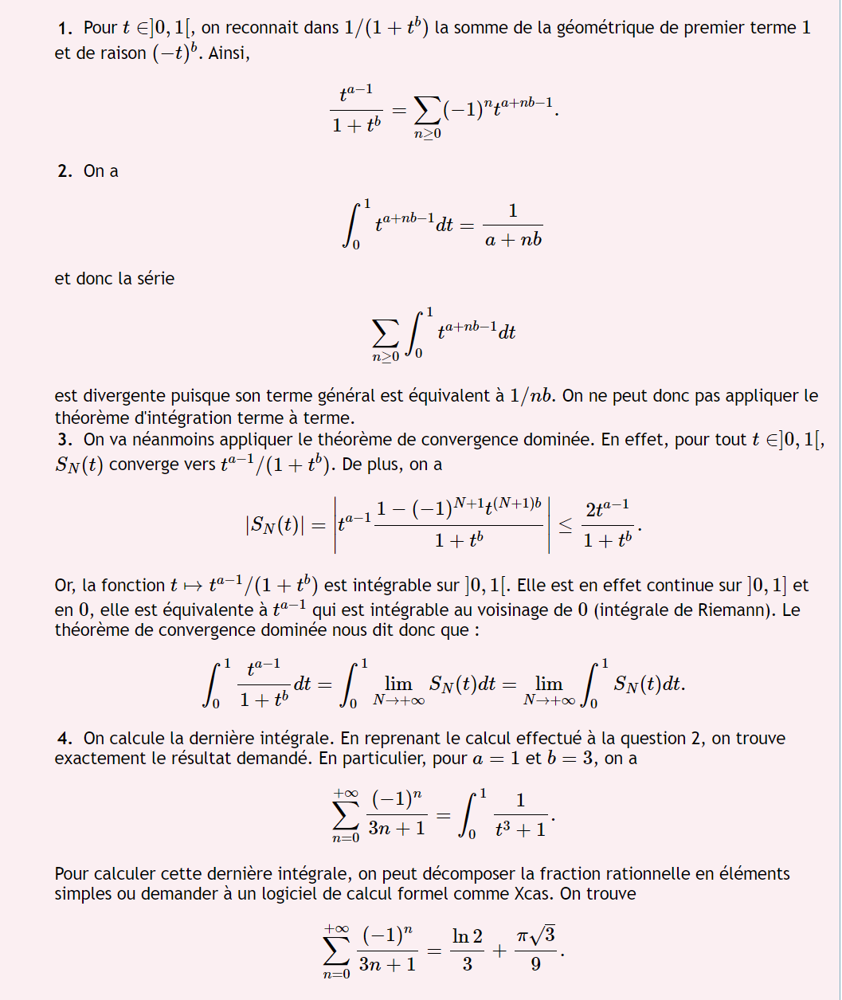 1. Pour $t \in ]0,1[$, on reconnait dans $1/(1+t^b)$ la somme de la géométrique de premier terme $1$
et de raison $(-t)^b$. Ainsi,
$$\frac{t^{a-1}}{1+t^b} = \sum_{n\geq 0} (-1)^n t^{a+nb-1}.$$
2. On a
$$\int_0^1 t^{a+nb-1} dt = \frac{1}{a+nb}$$
et donc la série
$$\sum_{n\geq 0} \int_0^1 t^{a+nb-1} dt$$
est divergente puisque son terme général est équivalent à $1/nb$. On ne peut donc pas appliquer le
théorème d'intégration terme à terme.
3. On va néanmoins appliquer le théorème de convergence dominée. En effet, pour tout $t \in ]0,1[$,
$S_N(t)$ converge vers $t^{a-1}/(1+t^b)$. De plus, on a
$$|S_N(t)| = \left| t^{a-1} \frac{1-(-1)^{N+1}t^{(N+1)b}}{1+t^b} \right| \leq \frac{2t^{a-1}}{1+t^b}.$$
Or, la fonction $t \mapsto t^{a-1}/(1+t^b)$ est intégrable sur $]0,1[$. Elle est en effet continue sur $]0,1]$ et
en $0$, elle est équivalente à $t^{a-1}$ qui est intégrable au voisinage de $0$ (intégrale de Riemann). Le
théorème de convergence dominée nous dit donc que :
$$\int_0^1 \frac{t^{a-1}}{1+t^b} dt = \int_0^1 \lim_{N\to+\infty} S_N(t) dt = \lim_{N\to+\infty} \int_0^1 S_N(t) dt.$$
4. On calcule la dernière intégrale. En reprenant le calcul effectué à la question 2, on trouve
exactement le résultat demandé. En particulier, pour $a = 1$ et $b = 3$, on a
$$\sum_{n=0}^{+\infty} \frac{(-1)^n}{3n+1} = \int_0^1 \frac{1}{t^3+1}.$$
Pour calculer cette dernière intégrale, on peut décomposer la fraction rationnelle en éléments
simples ou demander à un logiciel de calcul formel comme Xcas. On trouve
$$\sum_{n=0}^{+\infty} \frac{(-1)^n}{3n+1} = \frac{\ln 2}{3} + \frac{\pi\sqrt{3}}{9}.$$